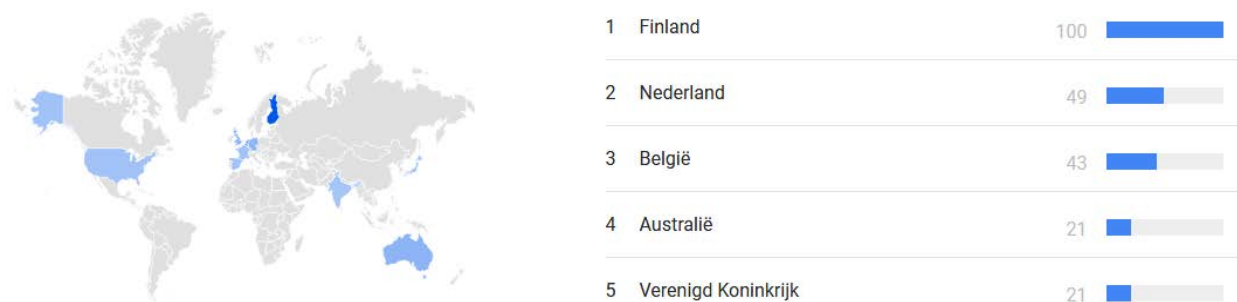 1 Finland 100
2 Nederland 49
3 België 43
4 Australië 21
5 Verenigd Koninkrijk 21